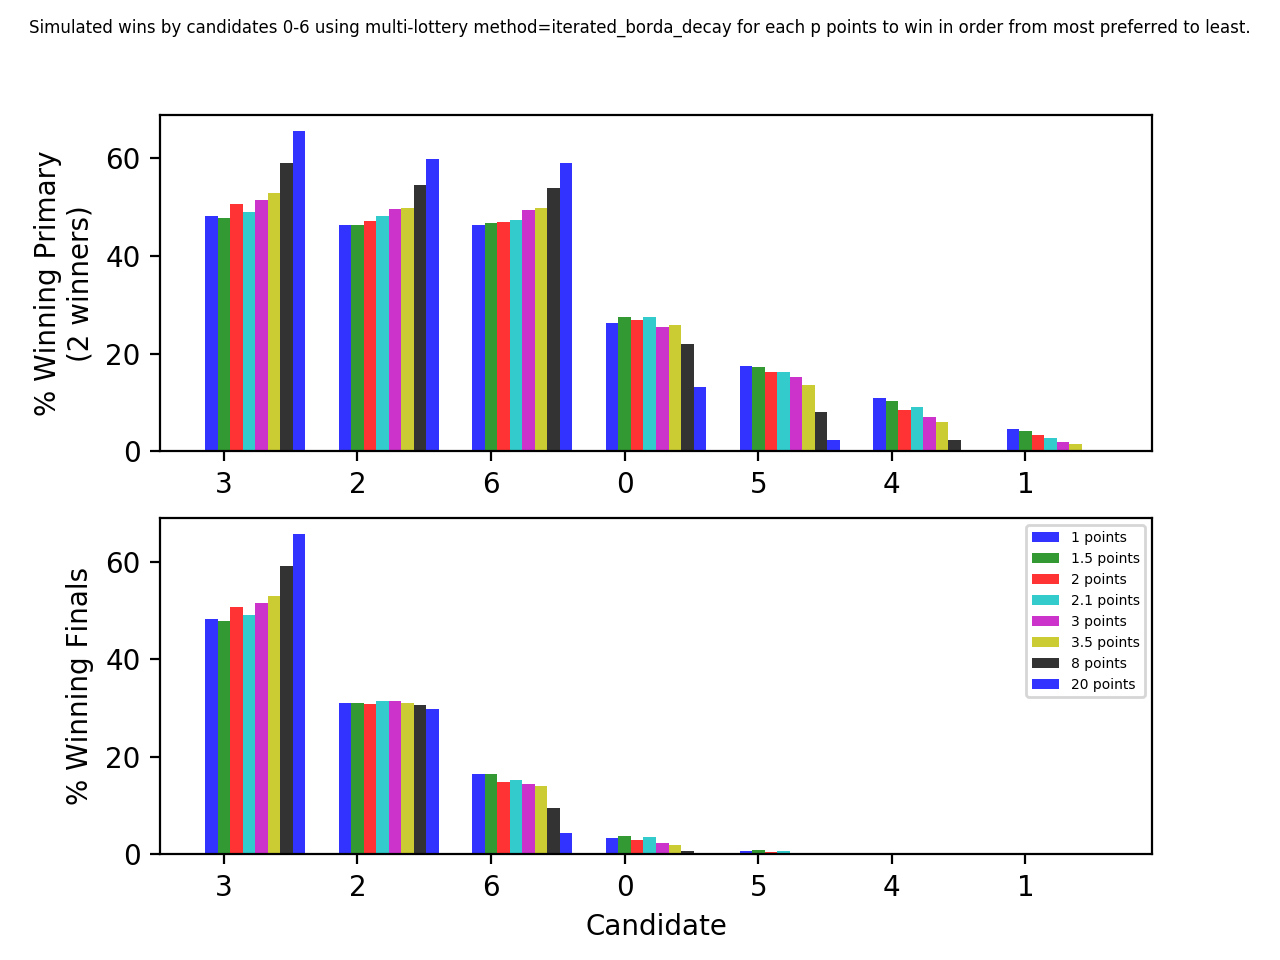 Simulated wins by candidates 0-6 using multi-lottery method=iterated_borda_decay for each p points to win in order from most preferred to least.
% Winning Primary
(2 winners)
60
40
20
0
3 2 6 0 5 4 1
% Winning Finals
60
40
20
0
1 points
1.5 points
2 points
2.1 points
3 points
3.5 points
8 points
20 points
3 2 6 0 5 4 1
Candidate